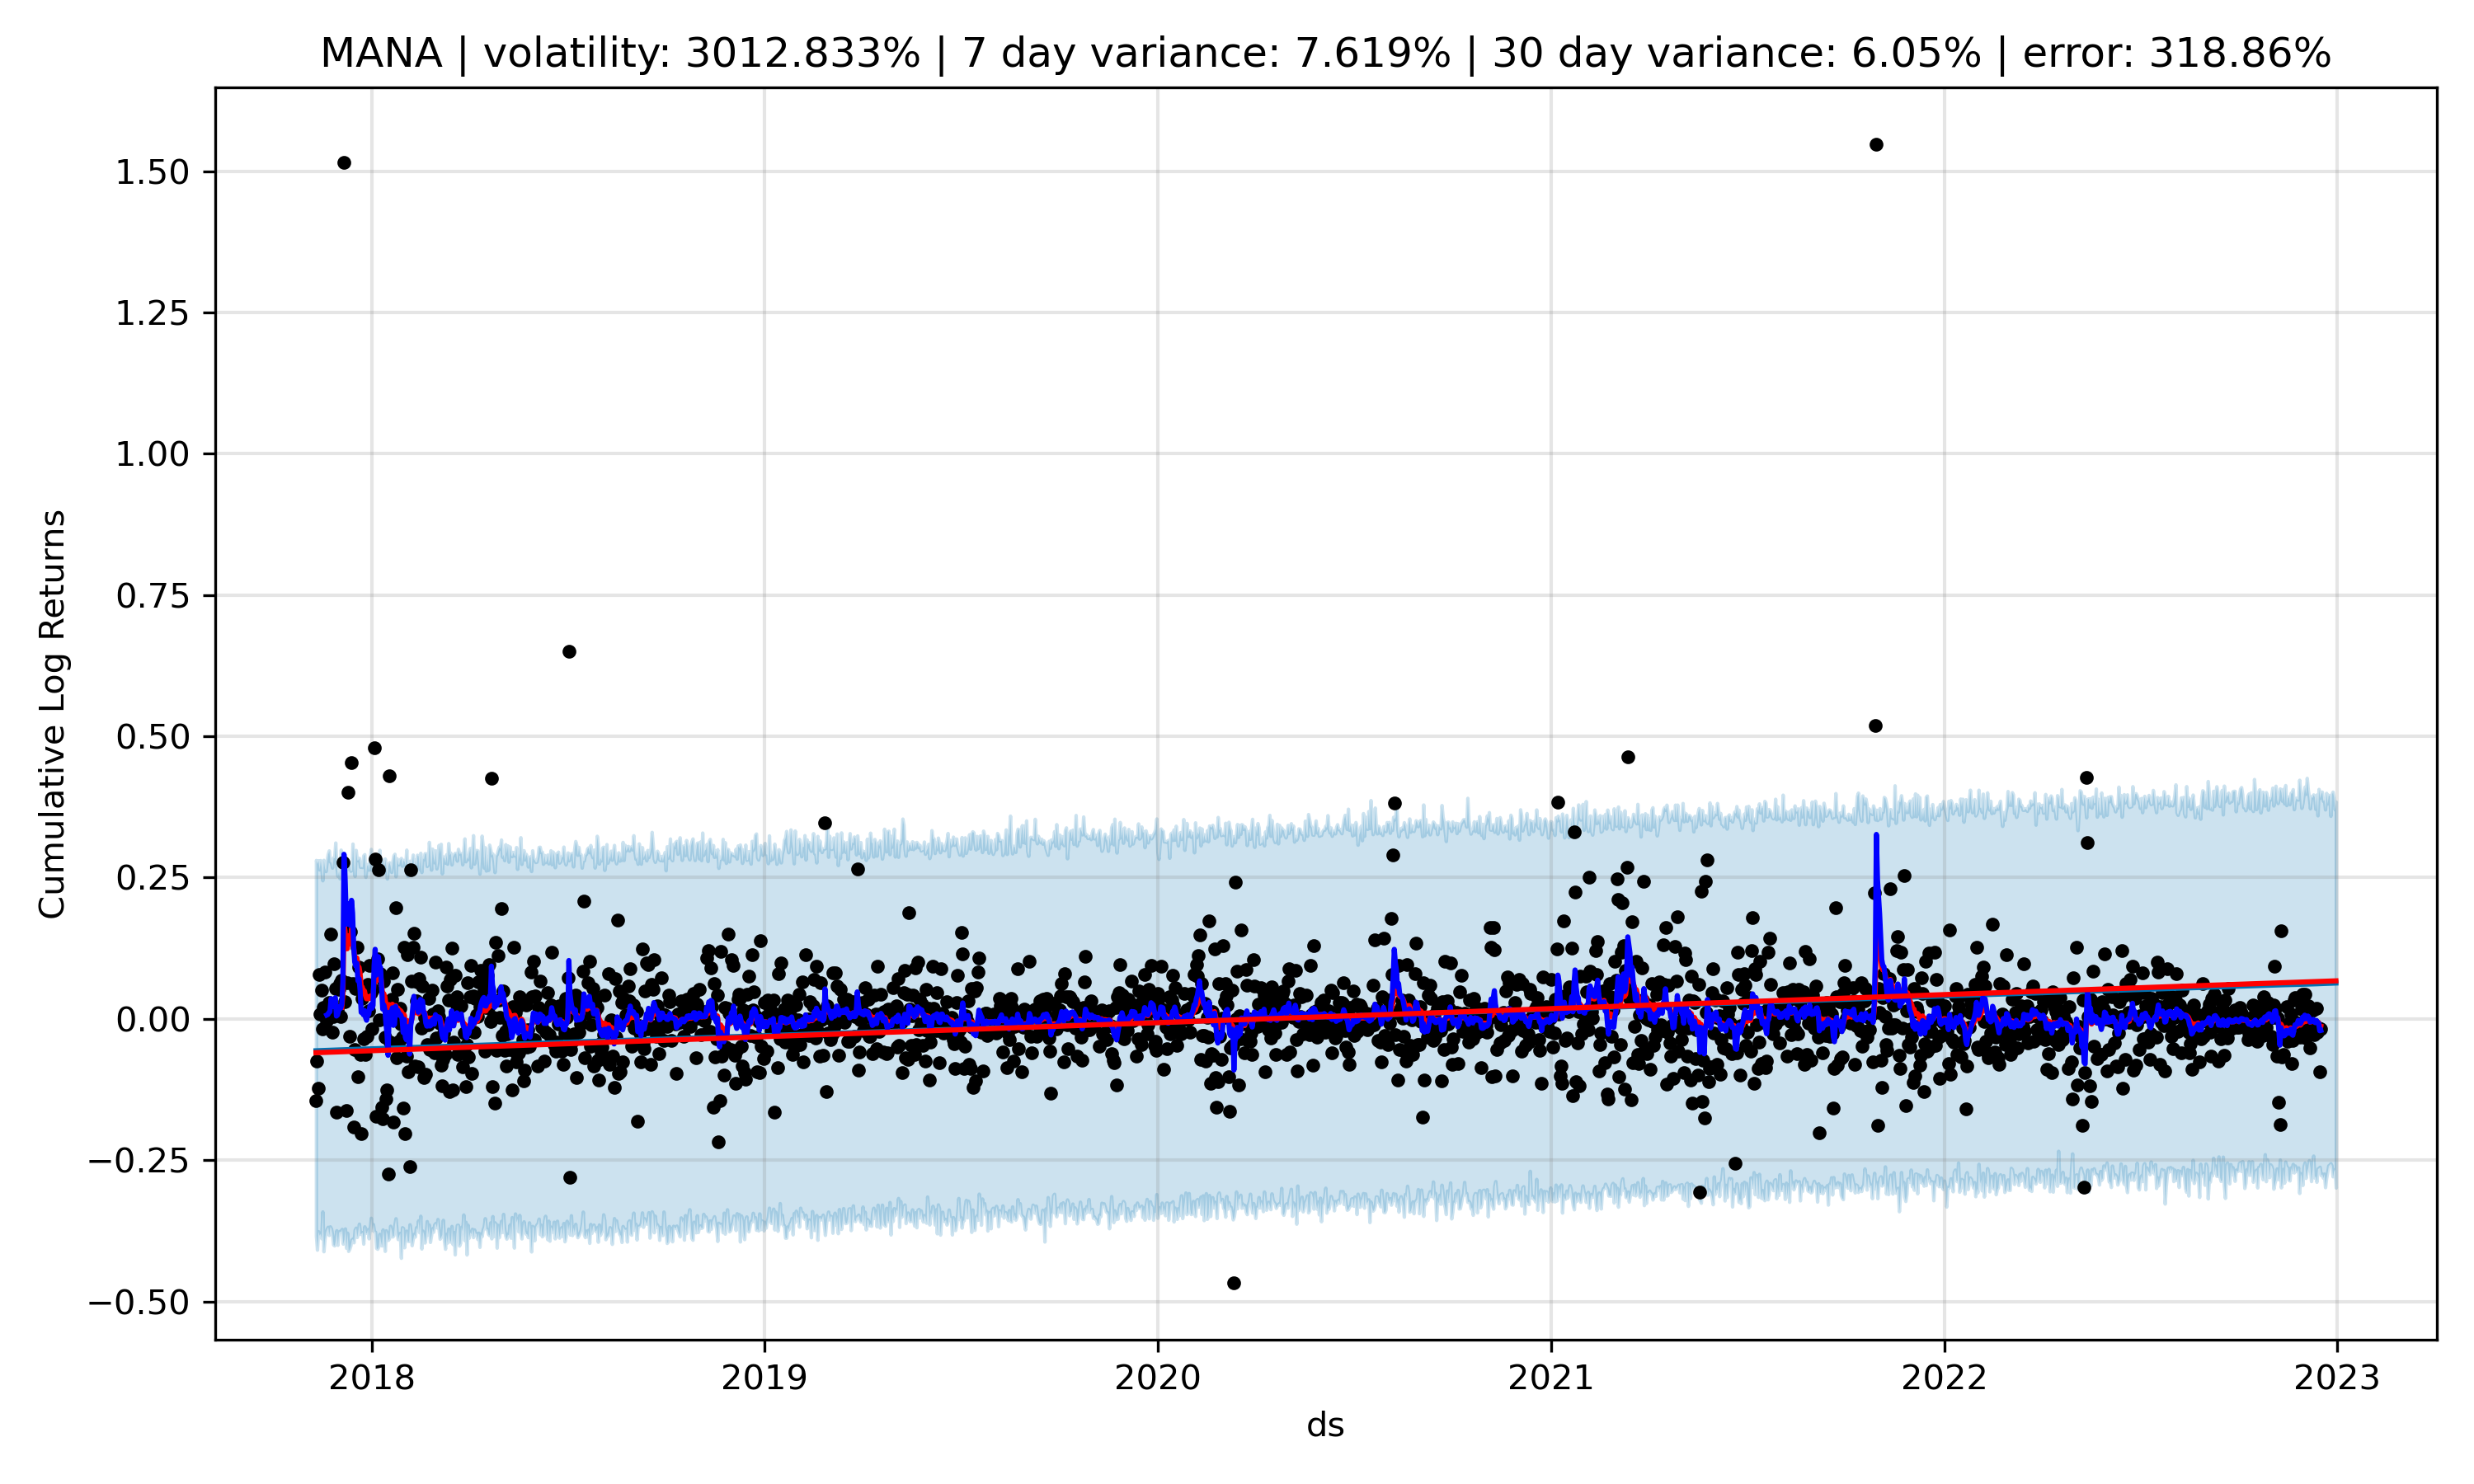 MANA | volatility: 3012.833% | 7 day variance: 7.619% | 30 day variance: 6.05% | error: 318.86%
Cumulative Log Returns
1.50
1.25
1.00
0.75
0.50
0.25
0.00
−0.25
−0.50
2018 2019 2020 2021 2022 2023
ds